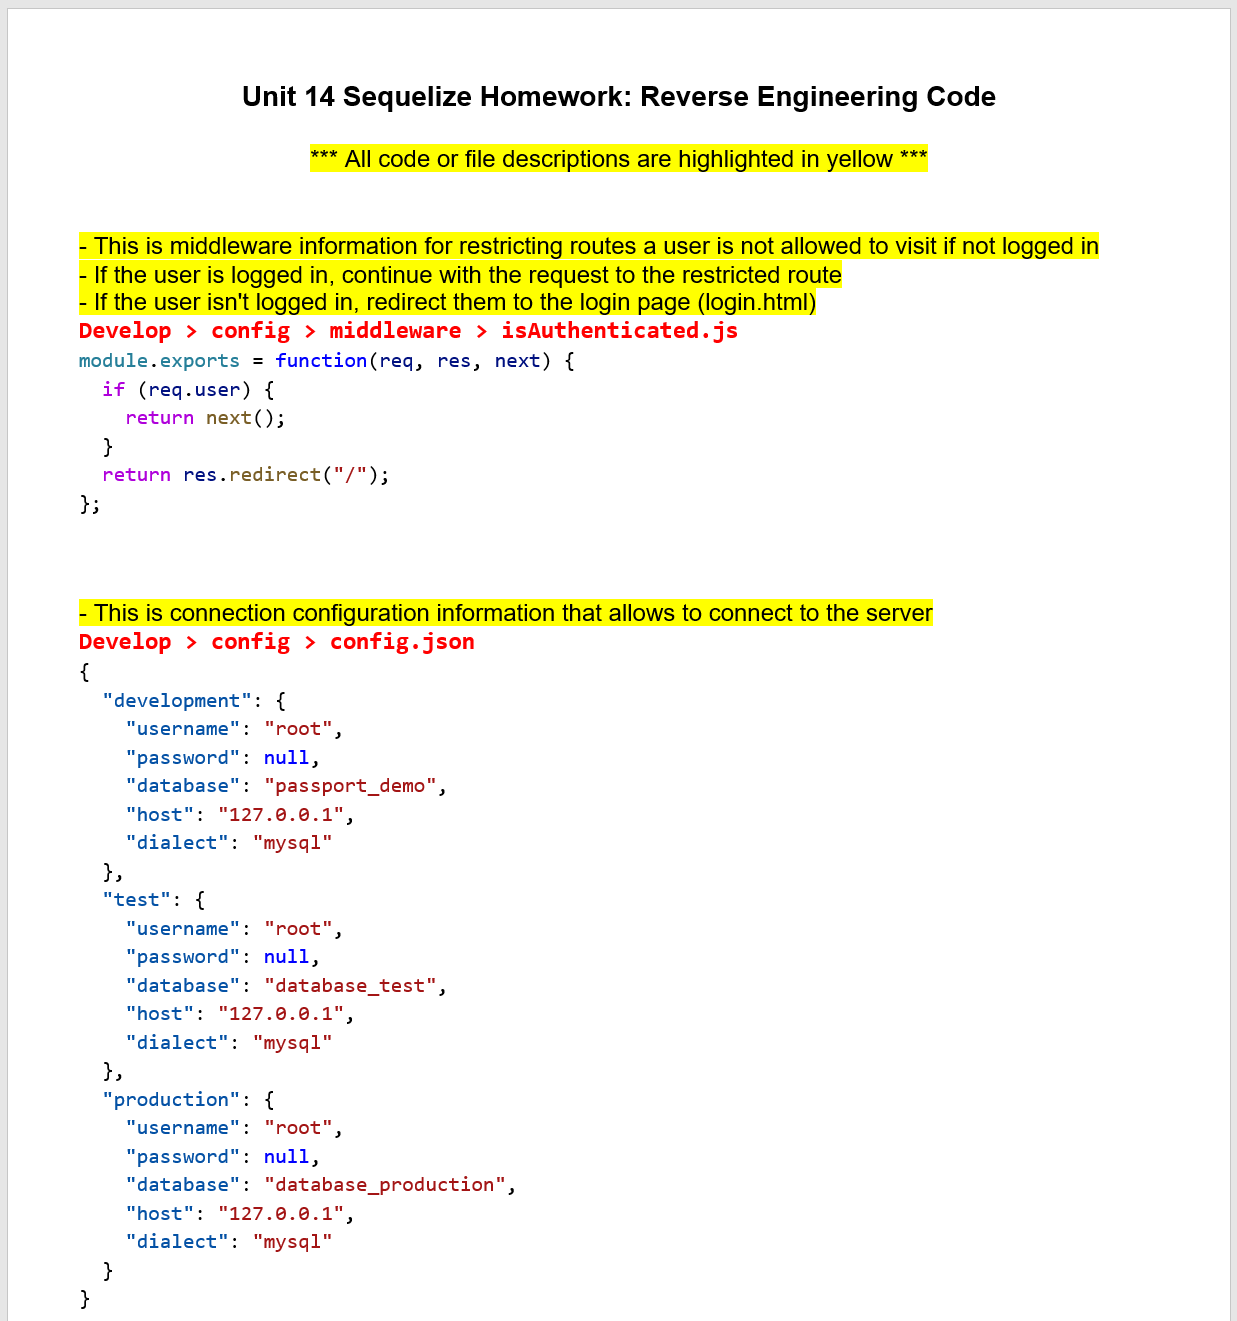 Unit 14 Sequelize Homework: Reverse Engineering Code
*** All code or file descriptions are highlighted in yellow ***
- This is middleware information for restricting routes a user is not allowed to visit if not logged in
- If the user is logged in, continue with the request to the restricted route
- If the user isn't logged in, redirect them to the login page (login.html)
Develop > config > middleware > isAuthenticated.js
module.exports = function(req, res, next) {
  if (req.user) {
    return next();
  }
  return res.redirect("/");
};
- This is connection configuration information that allows to connect to the server
Develop > config > config.json
{
  "development": {
    "username": "root",
    "password": null,
    "database": "passport_demo",
    "host": "127.0.0.1",
    "dialect": "mysql"
  },
  "test": {
    "username": "root",
    "password": null,
    "database": "database_test",
    "host": "127.0.0.1",
    "dialect": "mysql"
  },
  "production": {
    "username": "root",
    "password": null,
    "database": "database_production",
    "host": "127.0.0.1",
    "dialect": "mysql"
  }
}